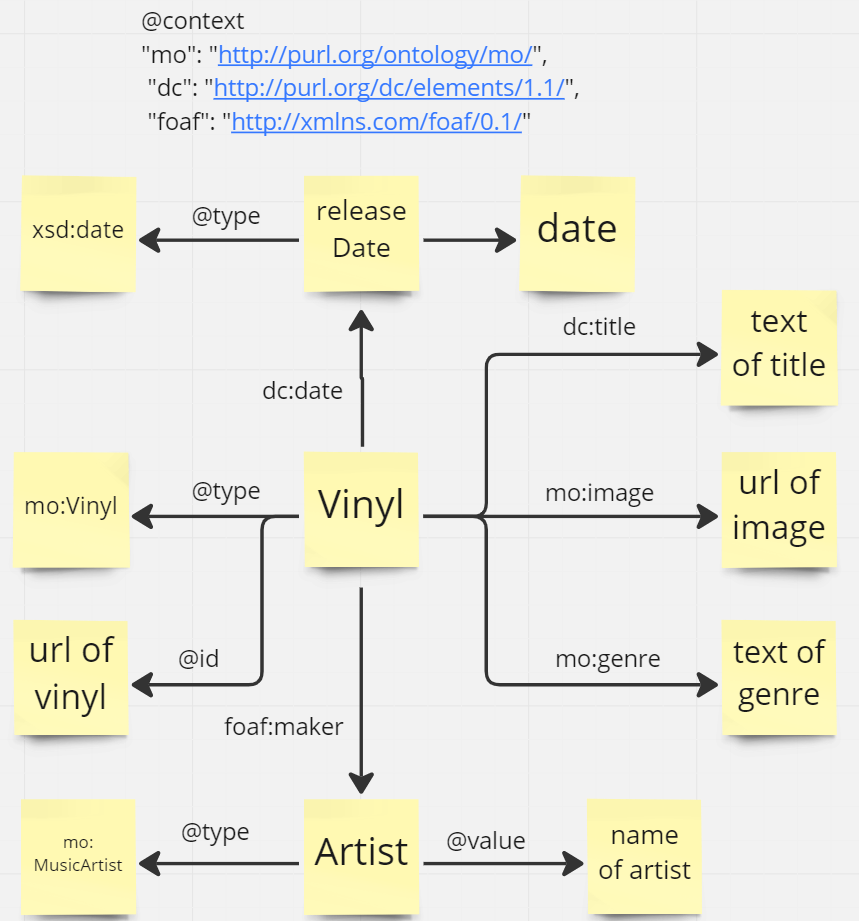 @context
"mo": "http://purl.org/ontology/mo/",
"dc": "http://purl.org/dc/elements/1.1/",
"foaf": "http://xmlns.com/foaf/0.1/"
xsd:date
@type
release
Date
date
dc:date
dc:title
text
of title
mo:Vinyl
@type
Vinyl
mo:image
url of
image
url of
vinyl
@id
mo:genre
text of
genre
foaf:maker
mo:
MusicArtist
@type
Artist
@value
name
of artist